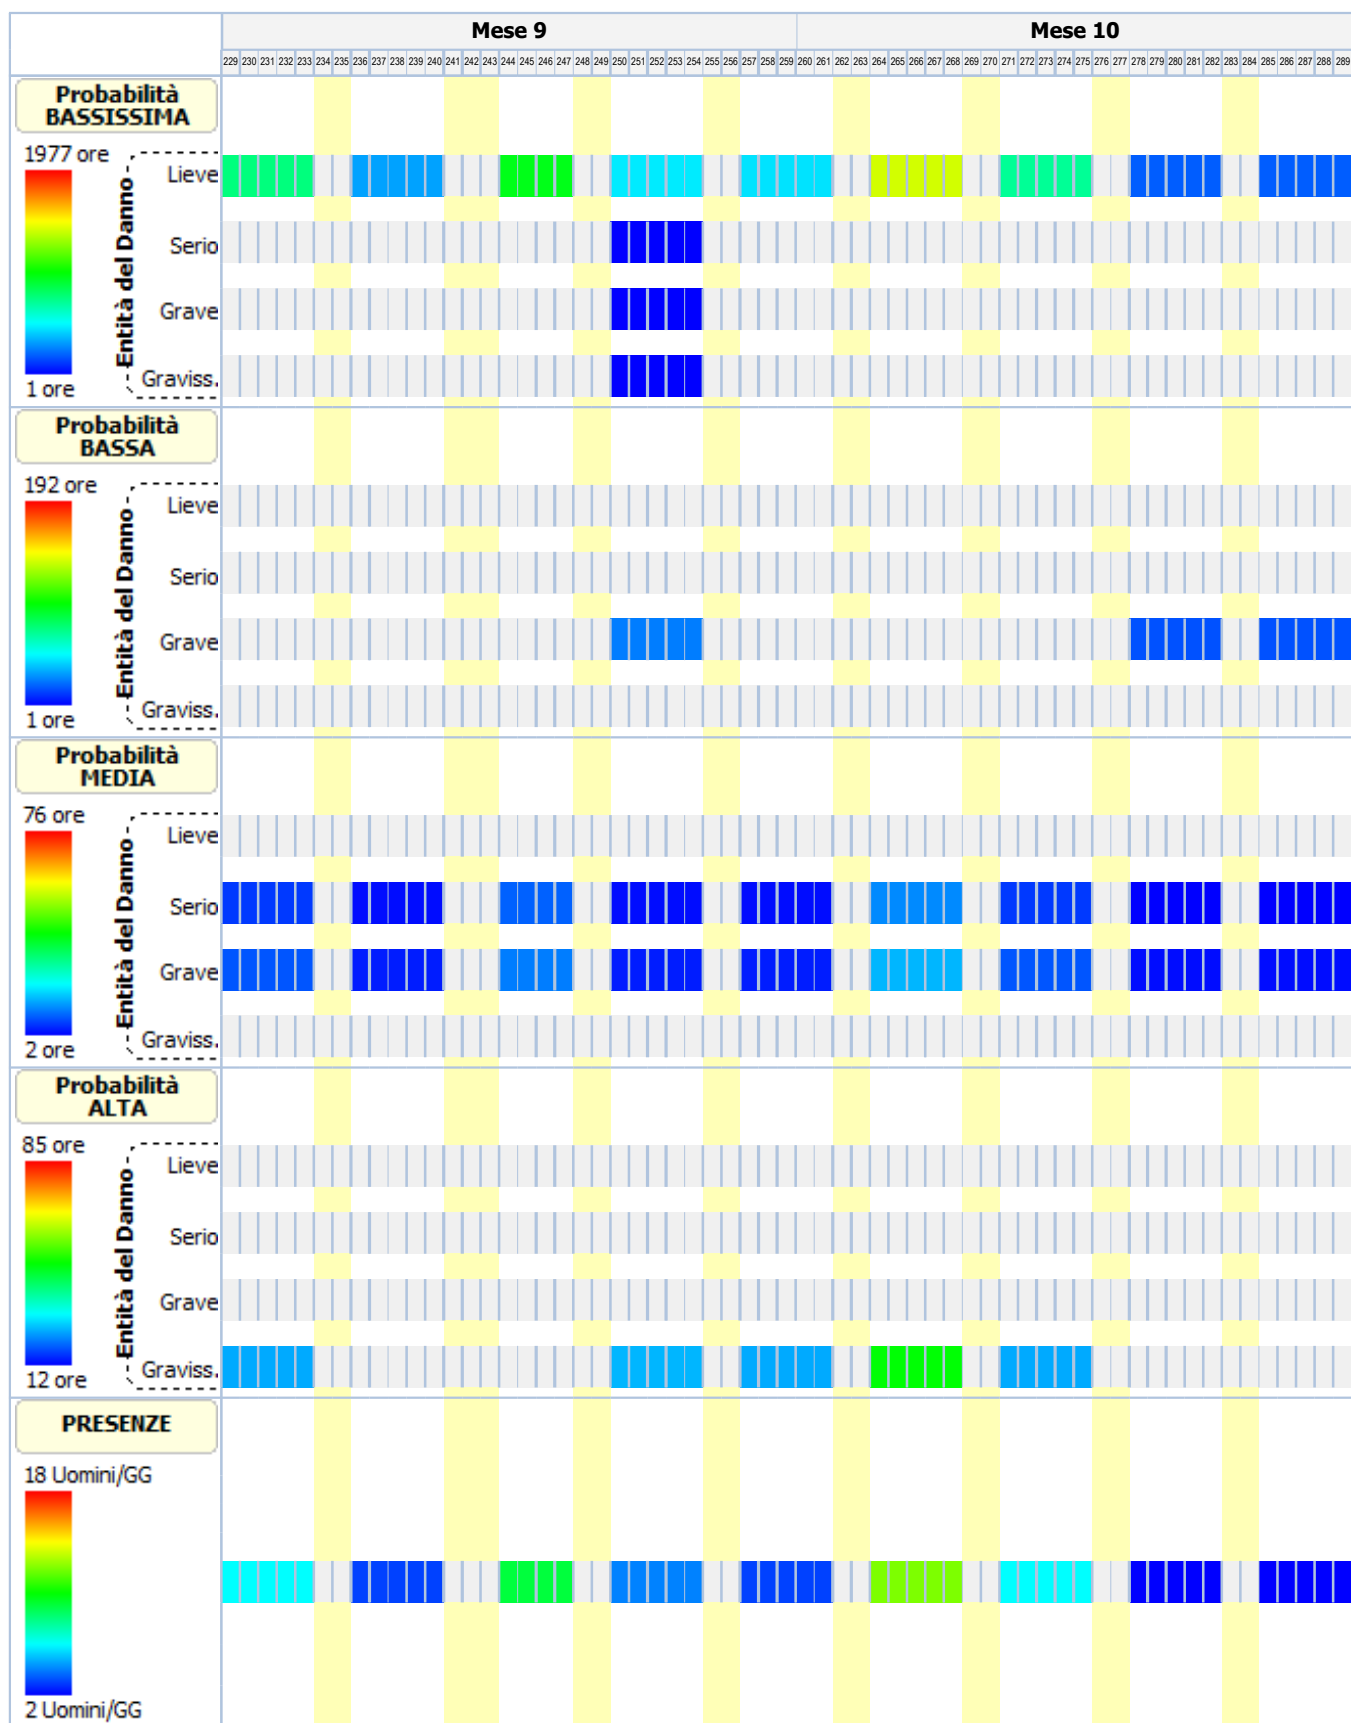 Mese 9 Mese 10
229 230 231 232 233 234 235 236 237 238 239 240 241 242 243 244 245 246 247 248 249 250 251 252 253 254 255 256 257 258 259 260 261 262 263 264 265 266 267 268 269 270 271 272 273 274 275 276 277 278 279 280 281 282 283 284 285 286 287 288 289
Probabilità
BASSISSIMA
1977 ore
Entità del Danno
Lieve
Serio
Grave
Graviss.
1 ore
Probabilità
BASSA
192 ore
Entità del Danno
Lieve
Serio
Grave
Graviss.
1 ore
Probabilità
MEDIA
76 ore
Entità del Danno
Lieve
Serio
Grave
Graviss.
2 ore
Probabilità
ALTA
85 ore
Entità del Danno
Lieve
Serio
Grave
Graviss.
12 ore
PRESENZE
18 Uomini/GG
2 Uomini/GG